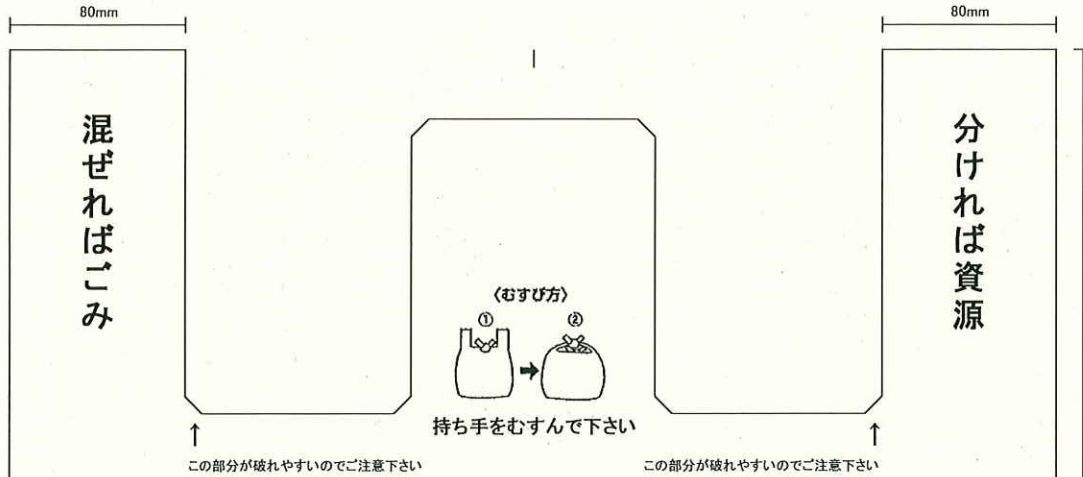 80mm
80mm
混ぜればごみ
分ければ資源
〈むすび方〉
① ②
持ち手をむすんで下さい
この部分が破れやすいのでご注意下さい
この部分が破れやすいのでご注意下さい